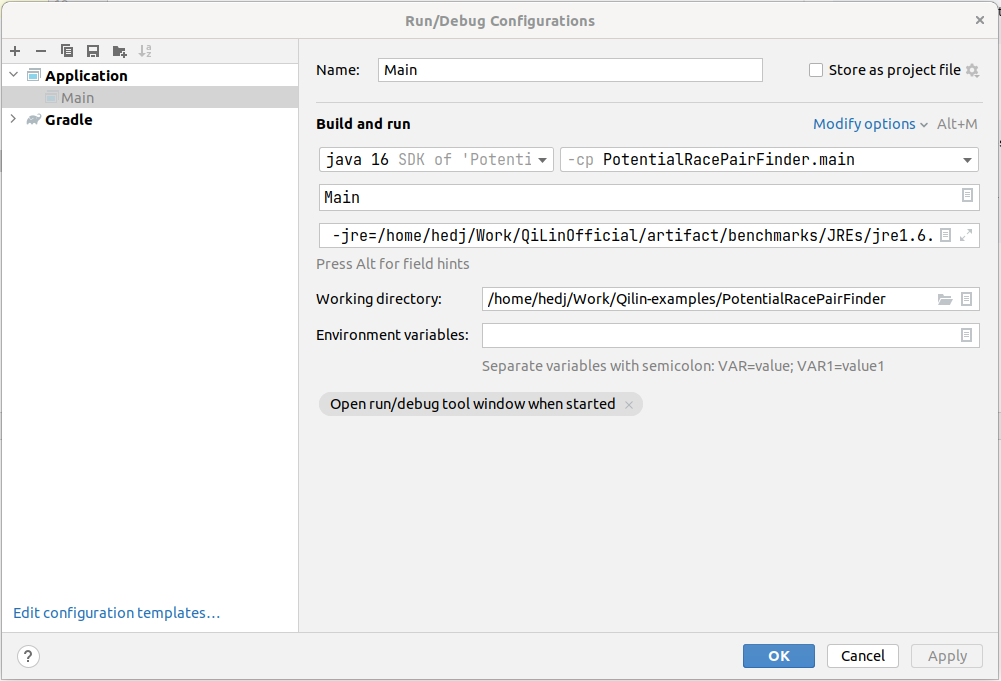 Run/Debug Configurations
Application
Main
Gradle
Edit configuration templates…
Name: Main
Store as project file
Build and run
Modify options Alt+M
java 16 SDK of 'Potenti
-cp PotentialRacePairFinder.main
Main
-jre=/home/hedj/Work/QiLinOfficial/artifact/benchmarks/JREs/jre1.6.
Press Alt for field hints
Working directory: /home/hedj/Work/Qilin-examples/PotentialRacePairFinder
Environment variables:
Separate variables with semicolon: VAR=value; VAR1=value1
Open run/debug tool window when started
?
OK
Cancel
Apply